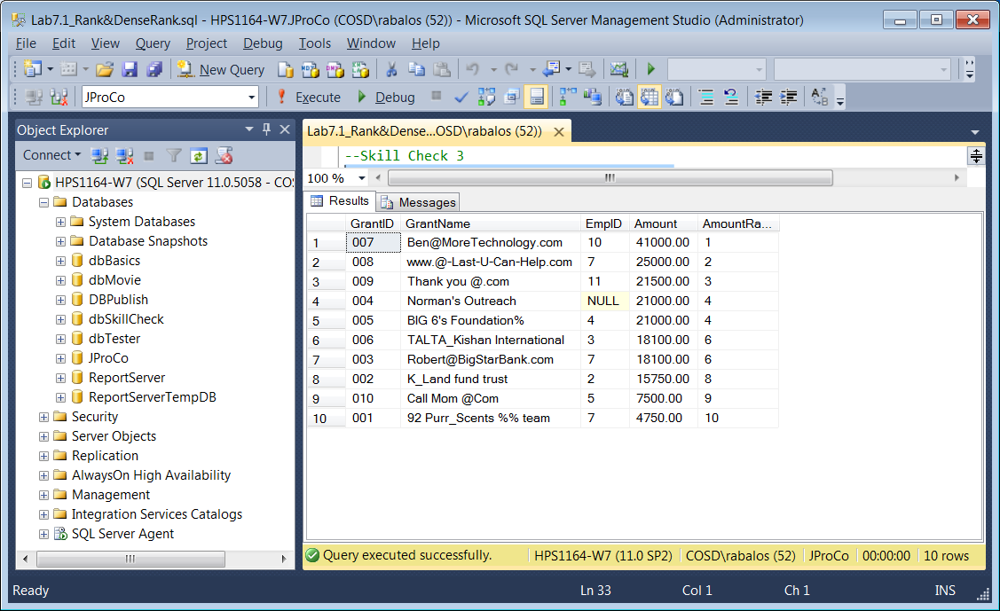 Lab7.1_Rank&DenseRank.sql - HPS1164-W7.JProCo (COSD\rabalos (52)) - Microsoft SQL Server Management Studio (Administrator)
File Edit View Query Project Debug Tools Window Help
New Query
JProCo Execute Debug
Object Explorer
Connect
HPS1164-W7 (SQL Server 11.0.5058 - COS
Databases
System Databases
Database Snapshots
dbBasics
dbMovie
DBPublish
dbSkillCheck
dbTester
JProCo
ReportServer
ReportServerTempDB
Security
Server Objects
Replication
AlwaysOn High Availability
Management
Integration Services Catalogs
SQL Server Agent
Lab7.1_Rank&Dense...OSD\rabalos (52))
--Skill Check 3
100 %
Results Messages
GrantID GrantName EmpID Amount AmountRa...
1 007 Ben@MoreTechnology.com 10 41000.00 1
2 008 www.@-Last-U-Can-Help.com 7 25000.00 2
3 009 Thank you @.com 11 21500.00 3
4 004 Norman's Outreach NULL 21000.00 4
5 005 BIG 6's Foundation% 4 21000.00 4
6 006 TALTA_Kishan International 3 18100.00 6
7 003 Robert@BigStarBank.com 7 18100.00 6
8 002 K_Land fund trust 2 15750.00 8
9 010 Call Mom @Com 5 7500.00 9
10 001 92 Purr_Scents %% team 7 4750.00 10
Query executed successfully. HPS1164-W7 (11.0 SP2) COSD\rabalos (52) JProCo 00:00:00 10 rows
Ready Ln 33 Col 1 Ch 1 INS